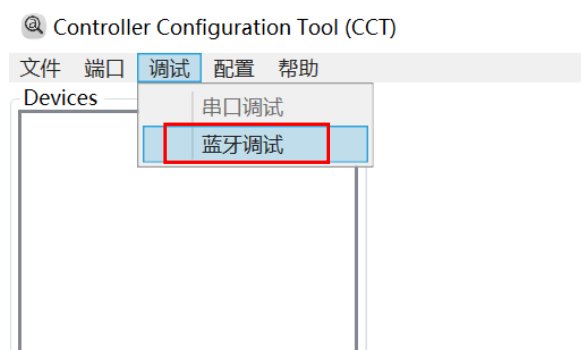 Controller Configuration Tool (CCT)
文件 端口 调试 配置 帮助
Devices
串口调试
蓝牙调试